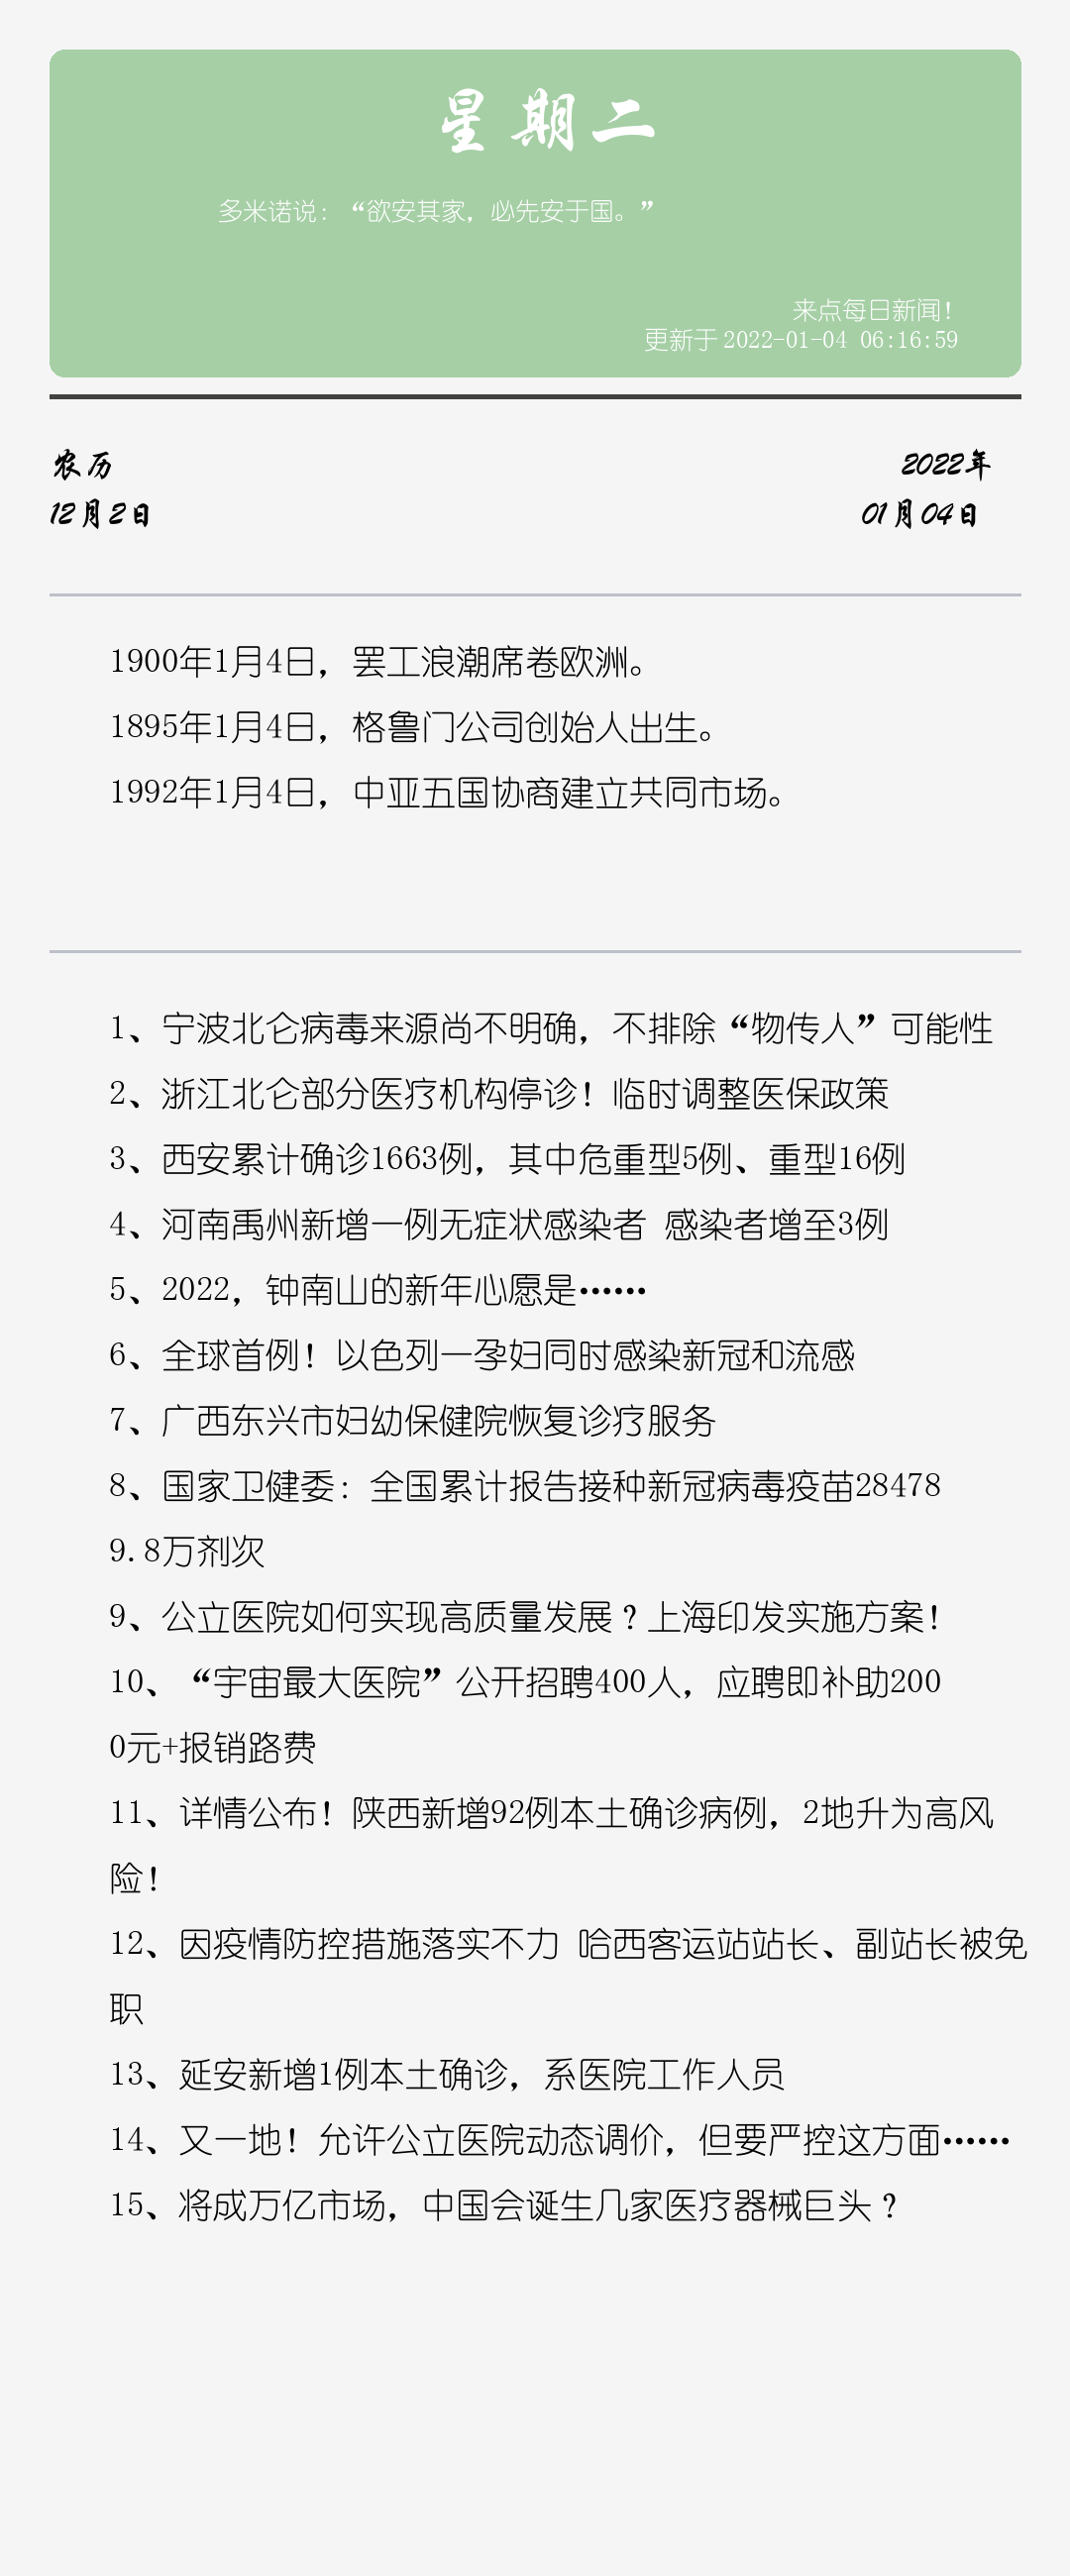 星期二
多米诺说：“欲安其家，必先安于国。”
来点每日新闻！
更新于 2022-01-04 06:16:59
农历
2022年
12月2日
01月04日
1900年1月4日，罢工浪潮席卷欧洲。
1895年1月4日，格鲁门公司创始人出生。
1992年1月4日，中亚五国协商建立共同市场。
1、宁波北仑病毒来源尚不明确，不排除“物传人”可能性
2、浙江北仑部分医疗机构停诊！临时调整医保政策
3、西安累计确诊1663例，其中危重型5例、重型16例
4、河南禹州新增一例无症状感染者 感染者增至3例
5、2022，钟南山的新年心愿是……
6、全球首例！以色列一孕妇同时感染新冠和流感
7、广西东兴市妇幼保健院恢复诊疗服务
8、国家卫健委：全国累计报告接种新冠病毒疫苗28478
9.8万剂次
9、公立医院如何实现高质量发展？上海印发实施方案！
10、“宇宙最大医院”公开招聘400人，应聘即补助200
0元+报销路费
11、详情公布！陕西新增92例本土确诊病例，2地升为高风
险！
12、因疫情防控措施落实不力 哈西客运站站长、副站长被免
职
13、延安新增1例本土确诊，系医院工作人员
14、又一地！允许公立医院动态调价，但要严控这方面……
15、将成万亿市场，中国会诞生几家医疗器械巨头？